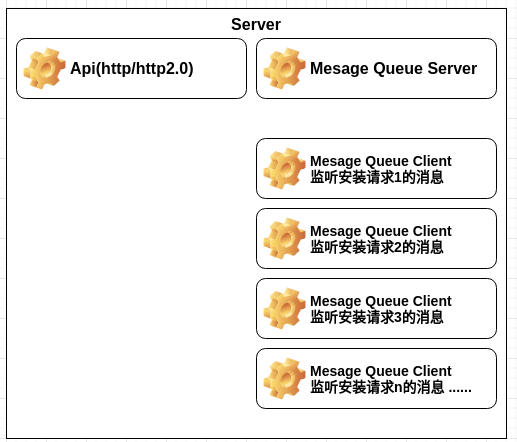 Server
Api(http/http2.0)
Mesage Queue Server
Mesage Queue Client
监听安装请求1的消息
Mesage Queue Client
监听安装请求2的消息
Mesage Queue Client
监听安装请求3的消息
Mesage Queue Client
监听安装请求n的消息 ......